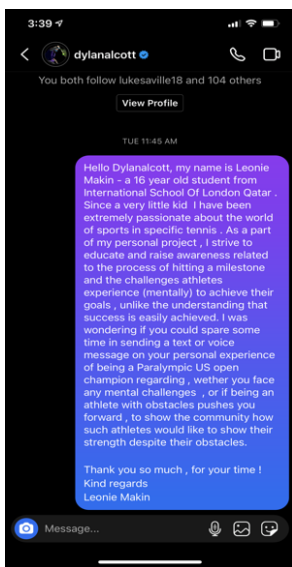 3:39
dylanalcott
You both follow lukesaville18 and 104 others
View Profile
TUE 11:45 AM
Hello Dylanalcott, my name is Leonie
Makin - a 16 year old student from
International School Of London Qatar .
Since a very little kid I have been
extremely passionate about the world
of sports in specific tennis . As a part
of my personal project , I strive to
educate and raise awareness related
to the process of hitting a milestone
and the challenges athletes
experience (mentally) to achieve their
goals , unlike the understanding that
success is easily achieved. I was
wondering if you could spare some
time in sending a text or voice
message on your personal experience
of being a Paralympic US open
champion regarding , wether you face
any mental challenges , or if being an
athlete with obstacles pushes you
forward , to show the community how
such athletes would like to show their
strength despite their obstacles.
Thank you so much , for your time !
Kind regards
Leonie Makin
Message...